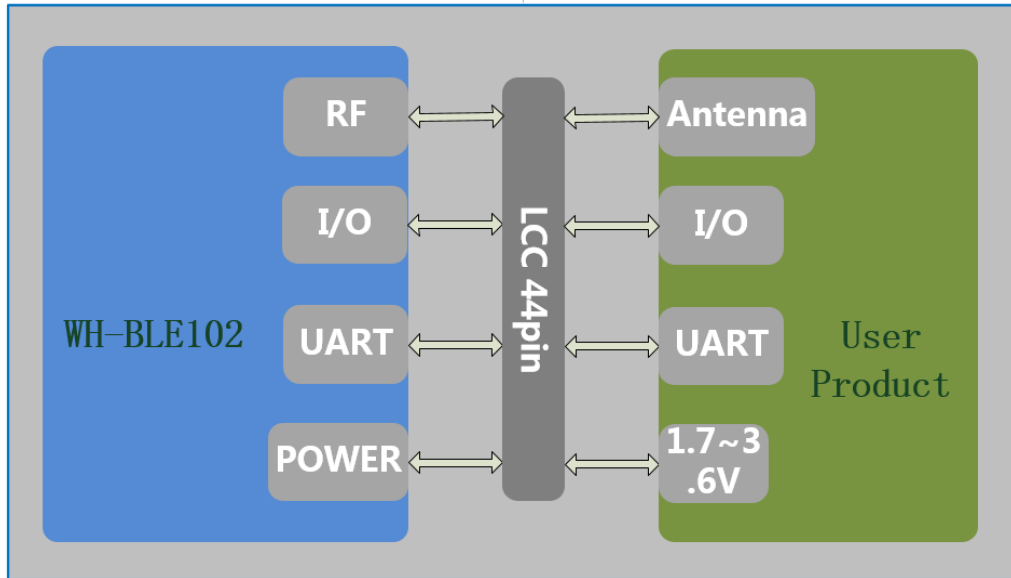 RF
Antenna
I/O
I/O
LCC 44pin
WH-BLE102
UART
UART
User
Product
POWER
1.7~3
.6V